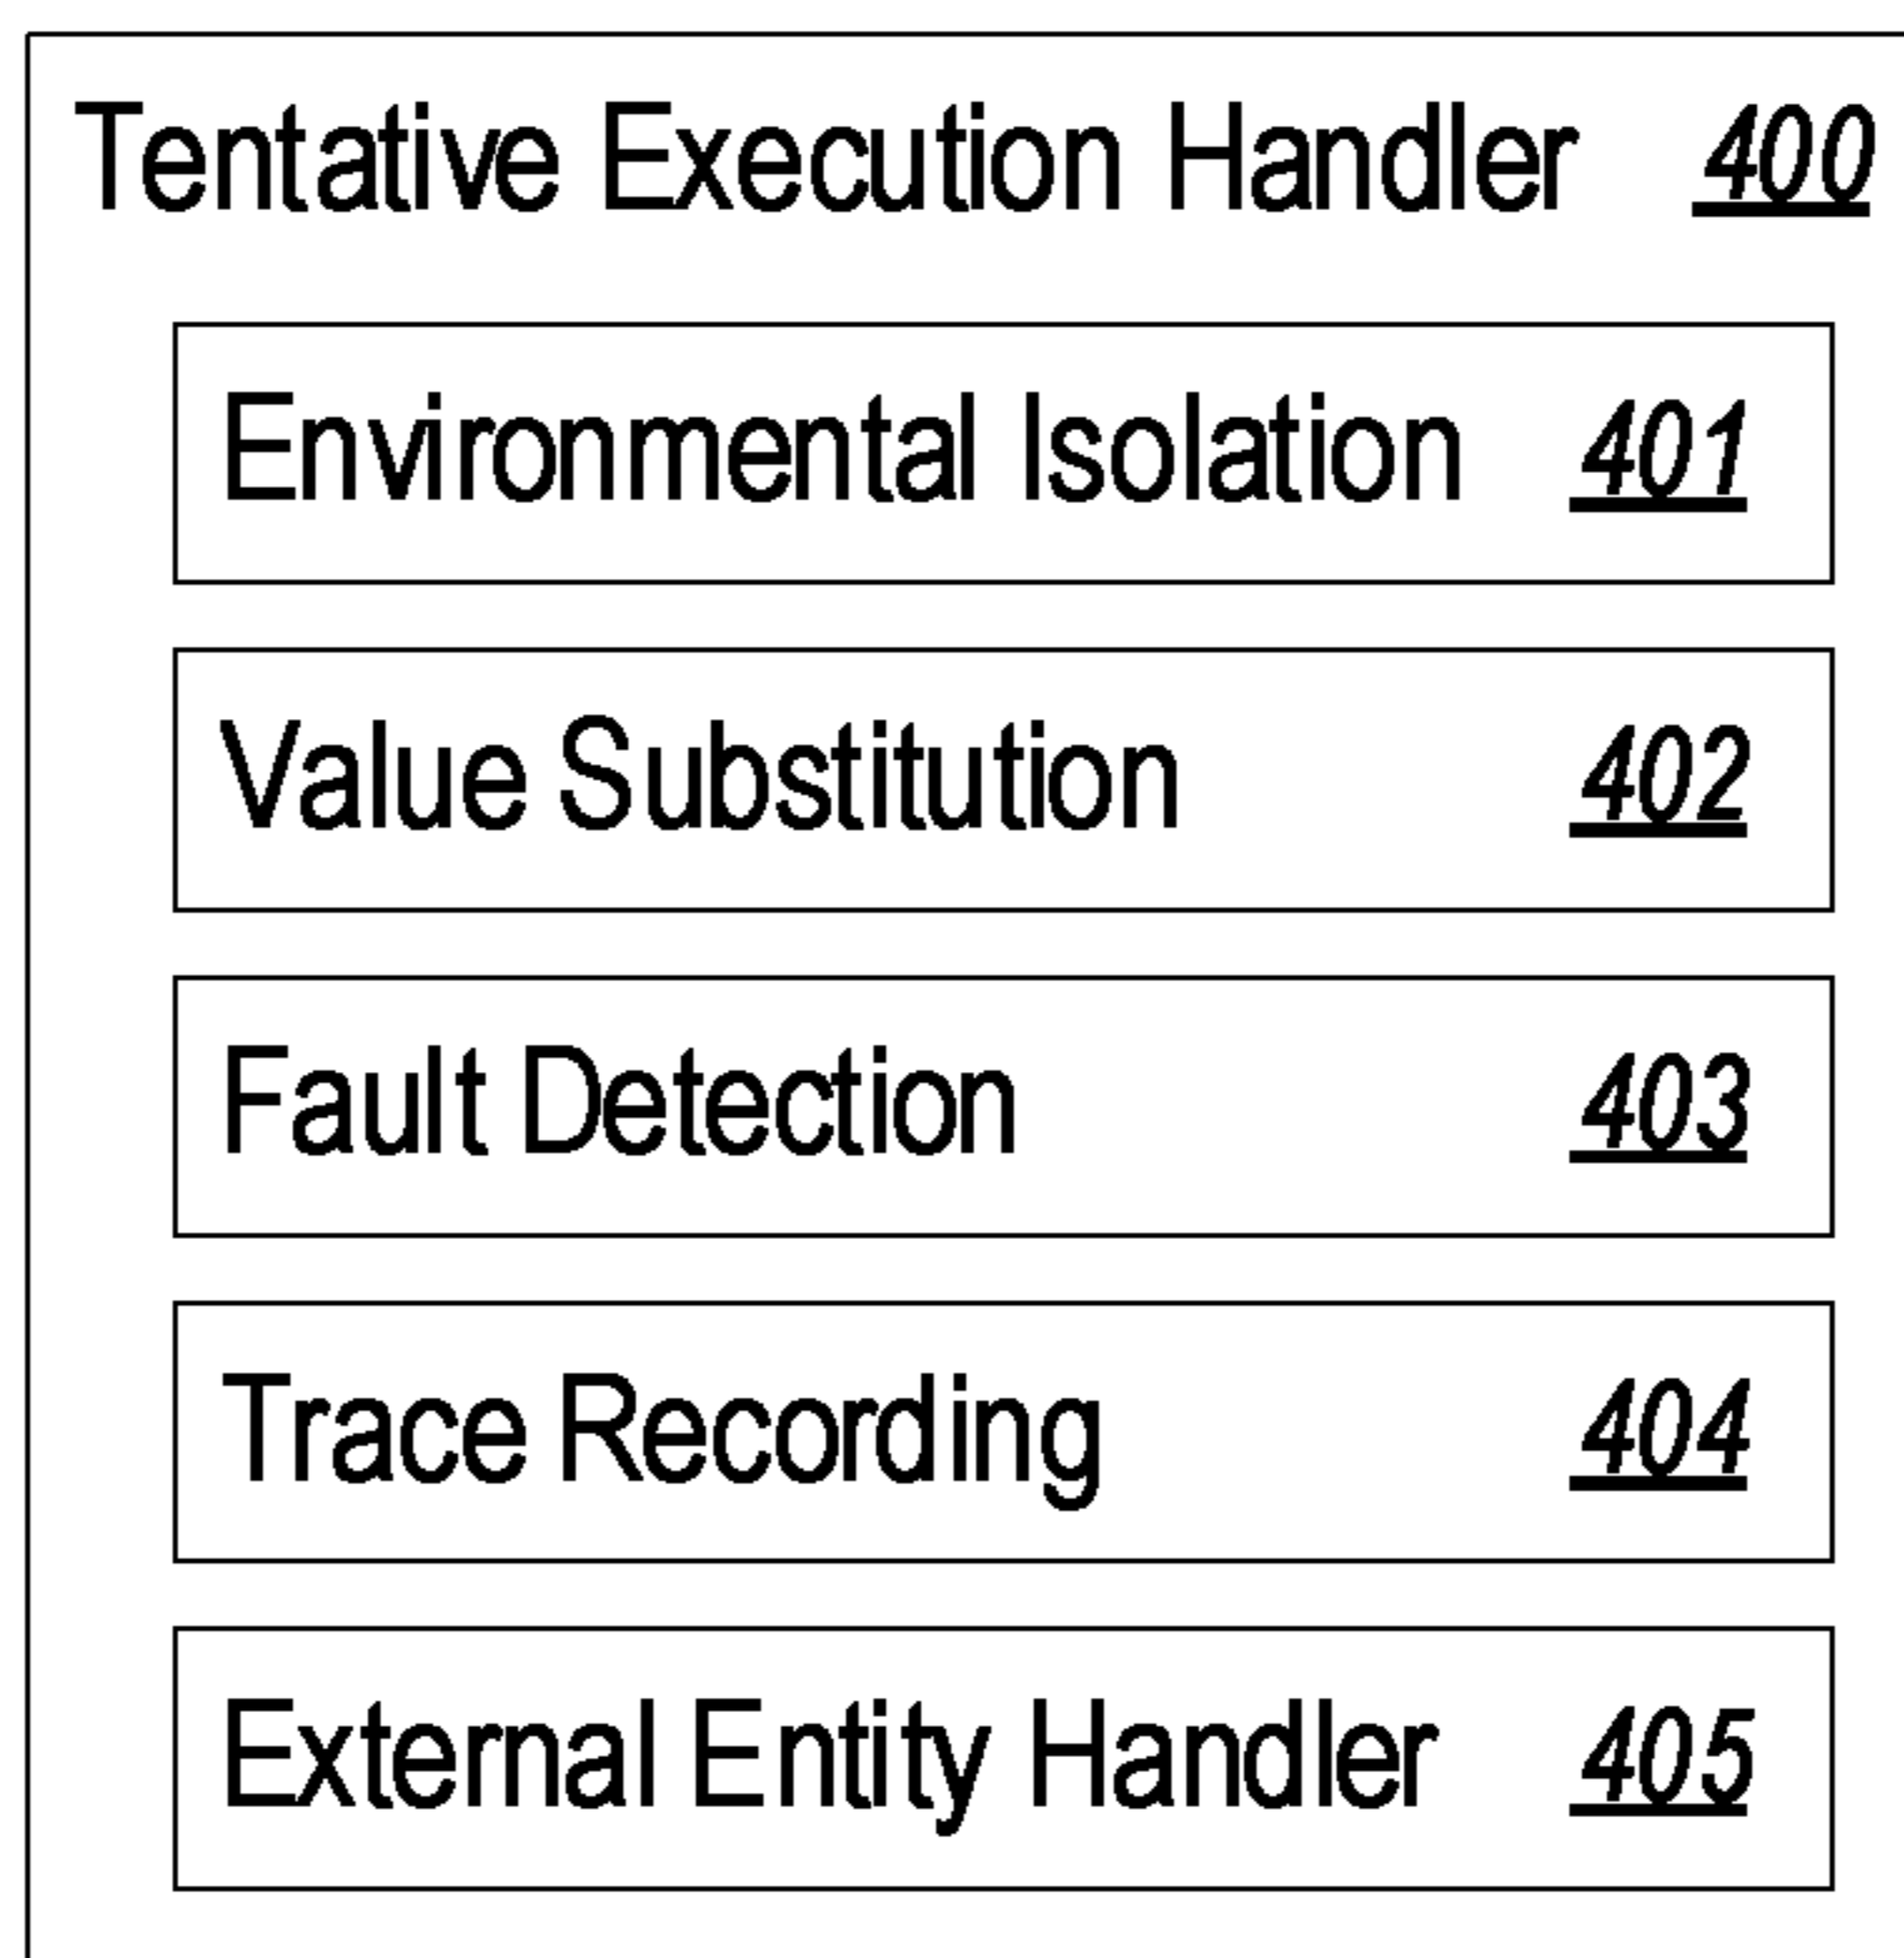 Tentative Execution Handler 400
Environmental Isolation 401
Value Substitution 402
Fault Detection 403
Trace Recording 404
External Entity Handler 405